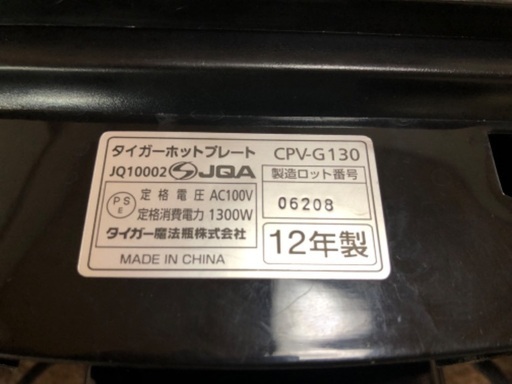 タイガーホットプレート CPV-G130
JQ10002 JQA 製造ロット番号
PSE 定格電圧 AC100V 06208
定格消費電力 1300W
タイガー魔法瓶株式会社 12年製
MADE IN CHINA